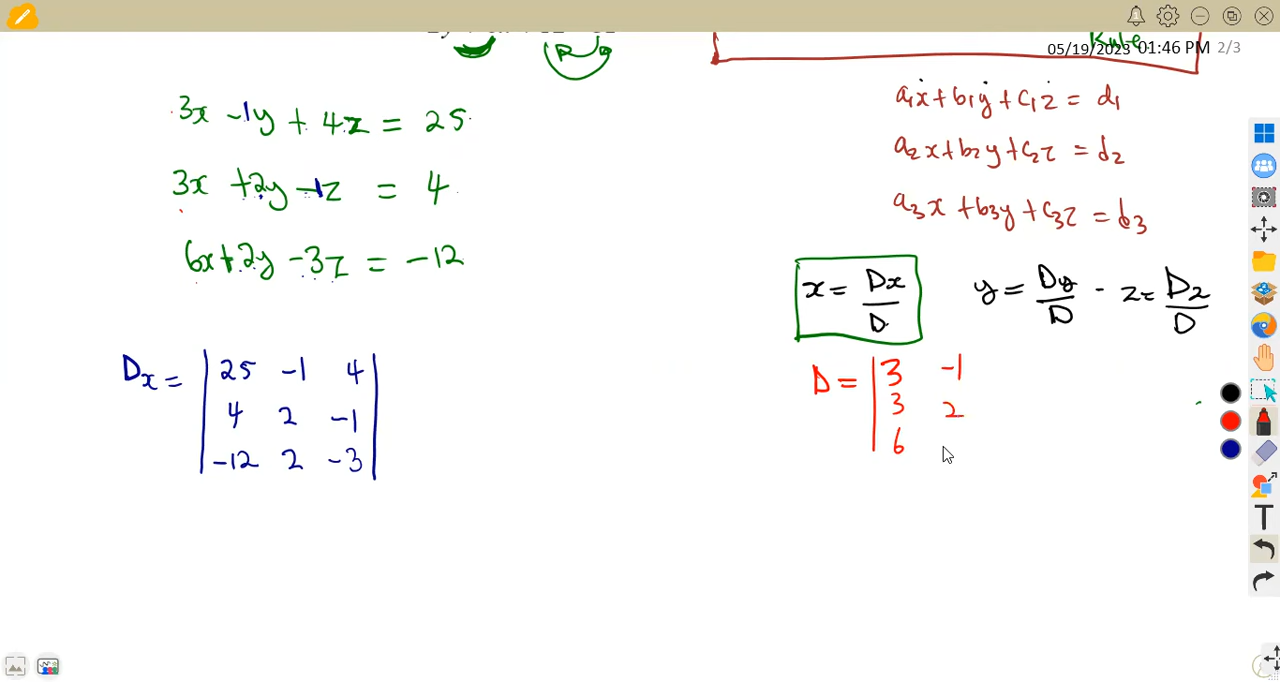 05/19/2023 01:46 PM 2/3
Rule
3x -1y + 4z = 25
3x +2y -1z = 4
6x+2y -3z = -12
a1x+b1y+c1z = d1
a2x+b2y+c2z = d2
a3x+b3y+c3z = d3
x = Dx/D
y = Dy/D - z = Dz/D
Dx = | 25 -1 4 |
| 4 2 -1 |
| -12 2 -3 |
D = | 3 -1
| 3 2
| 6
T